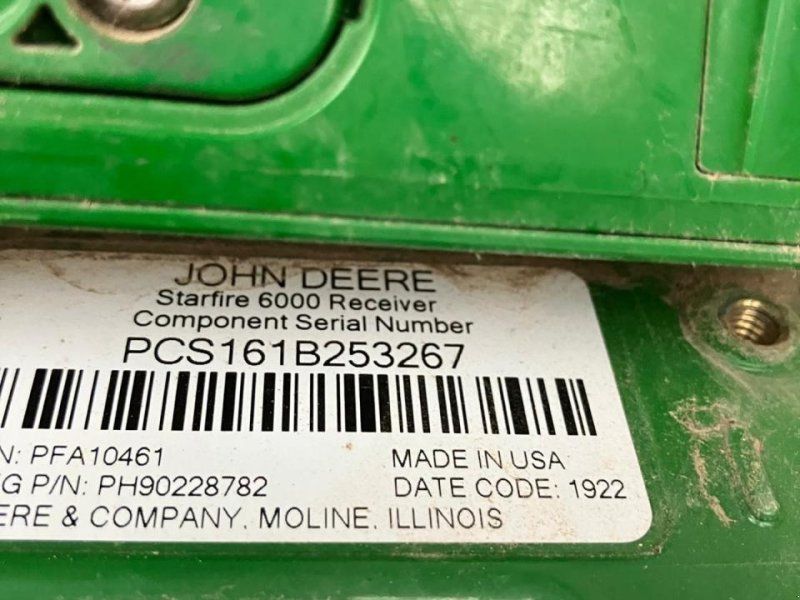 JOHN DEERE
Starfire 6000 Receiver
Component Serial Number
PCS161B253267
N: PFA10461
MADE IN USA
G P/N: PH90228782
DATE CODE: 1922
ERE & COMPANY, MOLINE, ILLINOIS